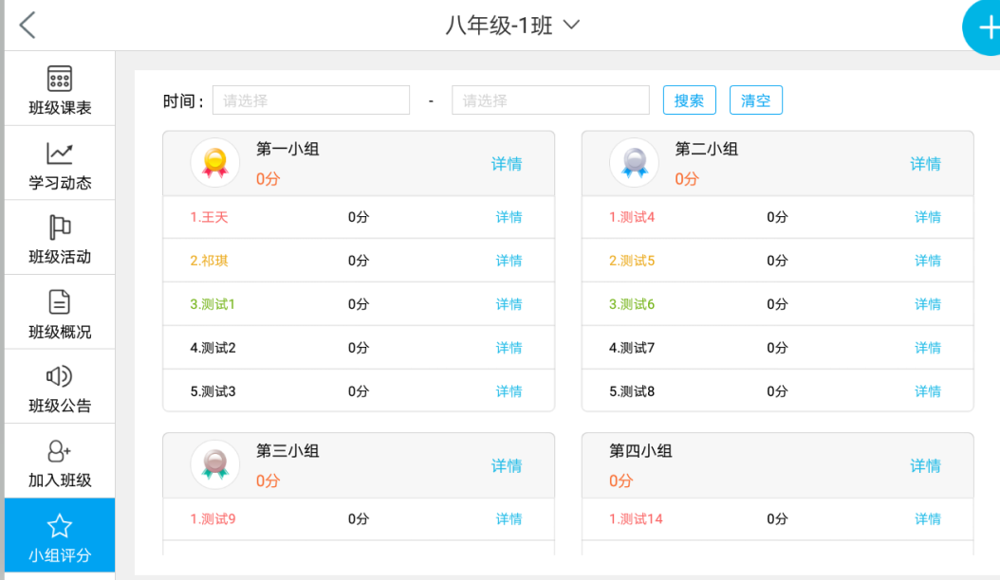 八年级-1班
班级课表
学习动态
班级活动
班级概况
班级公告
加入班级
小组评分
时间: 请选择 - 请选择 搜索 清空
第一小组
0分
详情
1.王天 0分 详情
2.祁琪 0分 详情
3.测试1 0分 详情
4.测试2 0分 详情
5.测试3 0分 详情
第二小组
0分
详情
1.测试4 0分 详情
2.测试5 0分 详情
3.测试6 0分 详情
4.测试7 0分 详情
5.测试8 0分 详情
第三小组
0分
详情
1.测试9 0分 详情
第四小组
0分
详情
1.测试14 0分 详情